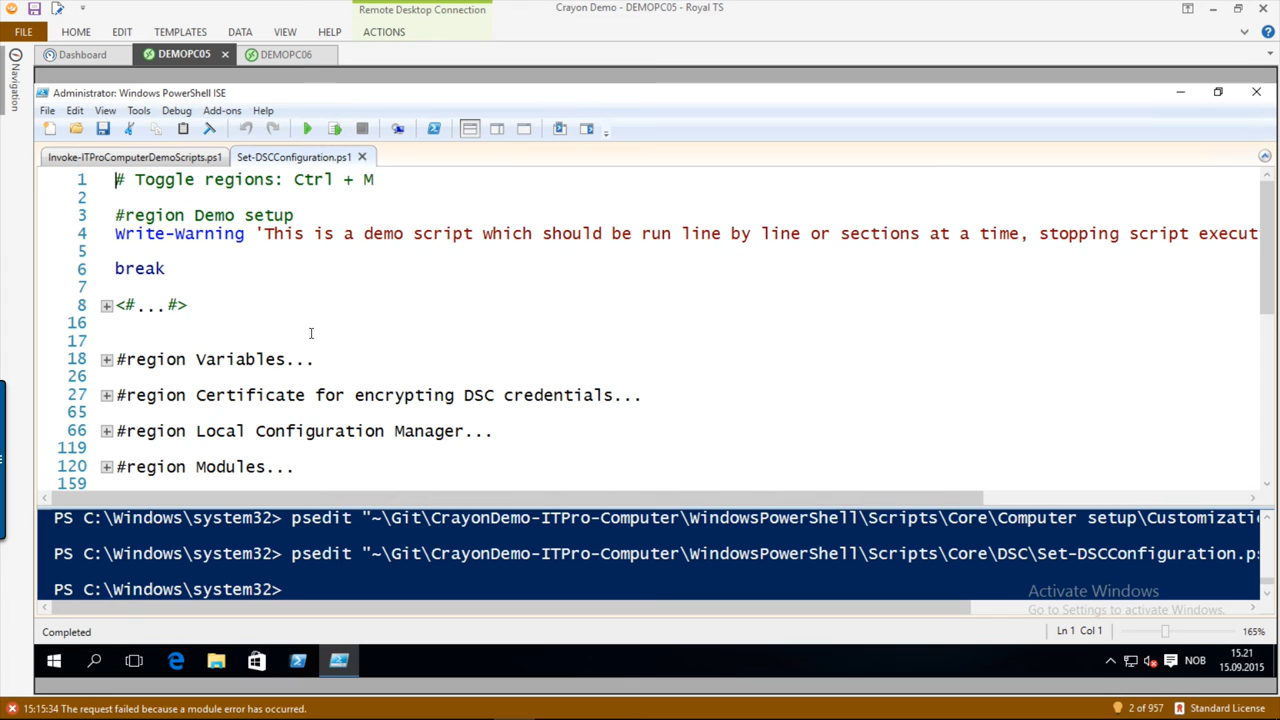 Remote Desktop Connection
Crayon Demo - DEMOPC05 - Royal TS
FILE HOME EDIT TEMPLATES DATA VIEW HELP ACTIONS
Dashboard DEMOPC05 DEMOPC06
Navigation
Administrator: Windows PowerShell ISE
File Edit View Tools Debug Add-ons Help
Invoke-ITProComputerDemoScripts.ps1 Set-DSCConfiguration.ps1
1 # Toggle regions: Ctrl + M
2
3 #region Demo setup
4 Write-Warning 'This is a demo script which should be run line by line or sections at a time, stopping script execut
5
6 break
7
8 <#...#>
16
17
18 #region Variables...
26
27 #region Certificate for encrypting DSC credentials...
65
66 #region Local Configuration Manager...
119
120 #region Modules...
159
PS C:\Windows\system32> psedit "~\Git\CrayonDemo-ITPro-Computer\WindowsPowerShell\Scripts\Core\Computer setup\Customizatio
PS C:\Windows\system32> psedit "~\Git\CrayonDemo-ITPro-Computer\WindowsPowerShell\Scripts\Core\DSC\Set-DSCConfiguration.ps
PS C:\Windows\system32>
Activate Windows
Go to Settings to activate Windows.
Completed
Ln 1 Col 1
165%
NOB
15.21
15.09.2015
15:15:34 The request failed because a module error has occurred.
2 of 957
Standard License